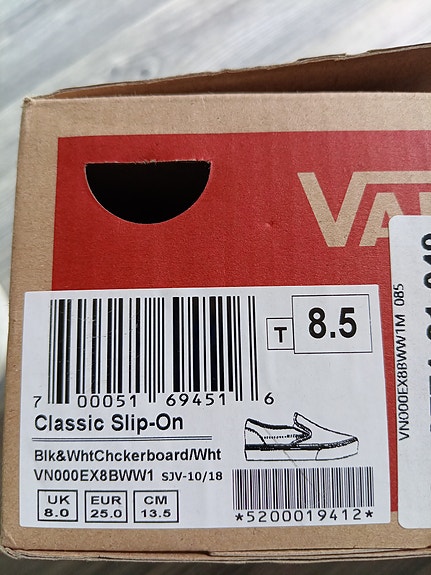 T
8.5
7 00051 69451 6
Classic Slip-On
Blk&WhtChckerboard/Wht
VN000EX8BWW1 SJV-10/18
UK 8.0
EUR 25.0
CM 13.5
*5200019412*
VN000EX8BWW1M 085